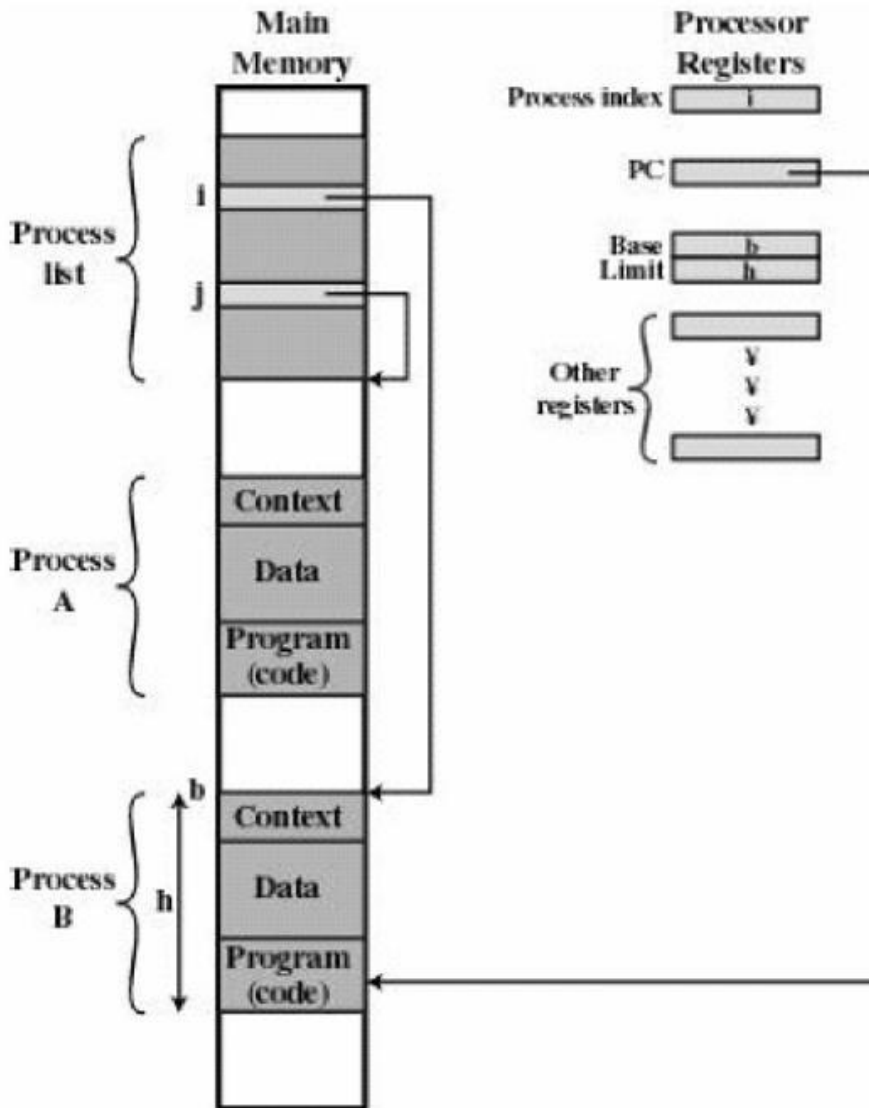 Main
Memory
Processor
Registers
Process index
i
PC
i
Process
list
Base
b
Limit
h
j
Other
registers
¥
¥
¥
Context
Process
A
Data
Program
(code)
b
Context
Process
B
h
Data
Program
(code)